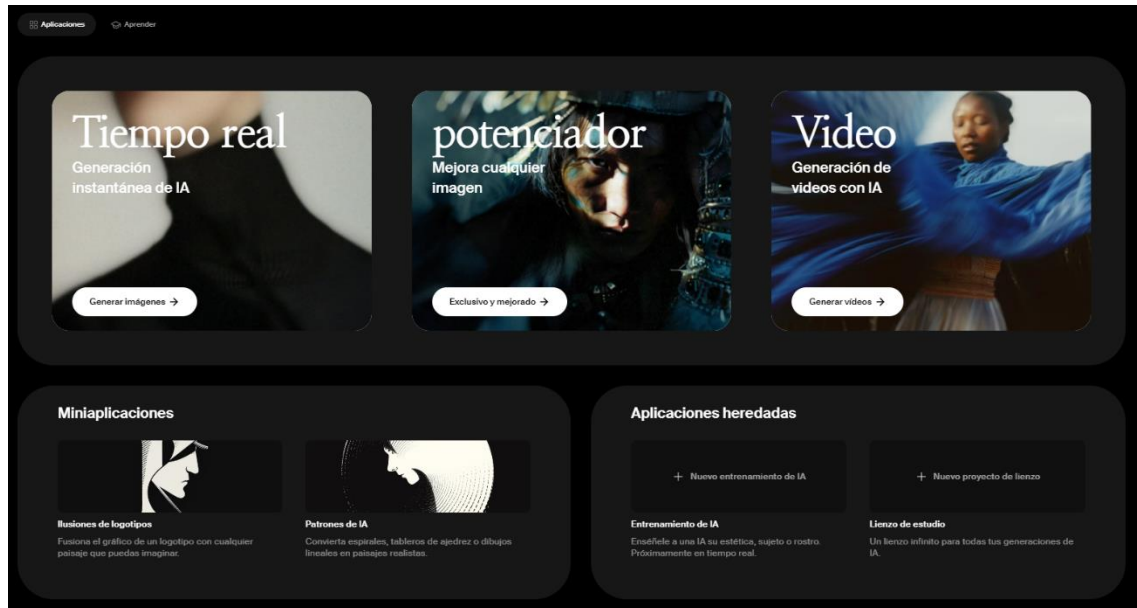 Aplicaciones
Aprender
Tiempo real
Generación
instantánea de IA
Generar imágenes →
potenciador
Mejora cualquier
imagen
Exclusivo y mejorado →
Video
Generación de
videos con IA
Generar vídeos →
Miniaplicaciones
Ilusiones de logotipos
Fusiona el gráfico de un logotipo con cualquier
paisaje que puedas imaginar.
Patrones de IA
Convierta espirales, tableros de ajedrez o dibujos
lineales en paisajes realistas.
Aplicaciones heredadas
+ Nuevo entrenamiento de IA
Entrenamiento de IA
Enséñele a una IA su estética, sujeto o rostro.
Próximamente en tiempo real.
+ Nuevo proyecto de lienzo
Lienzo de estudio
Un lienzo infinito para todas tus generaciones de
IA.